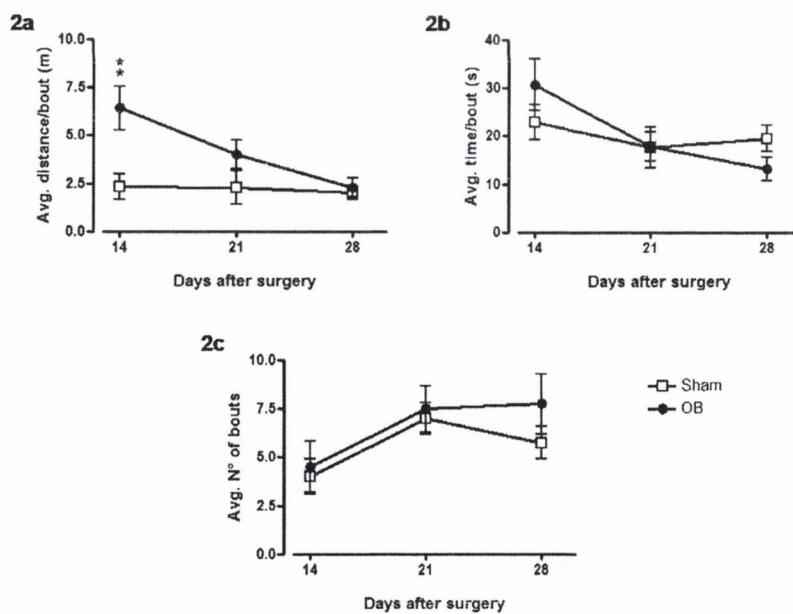 2a
Avg. distance/bout (m)
10.0
7.5
5.0
2.5
0.0
**
14 21 28
Days after surgery
2b
Avg. time/bout (s)
40
30
20
10
0
14 21 28
Days after surgery
2c
Avg. N° of bouts
10.0
7.5
5.0
2.5
0.0
14 21 28
Days after surgery
Sham
OB